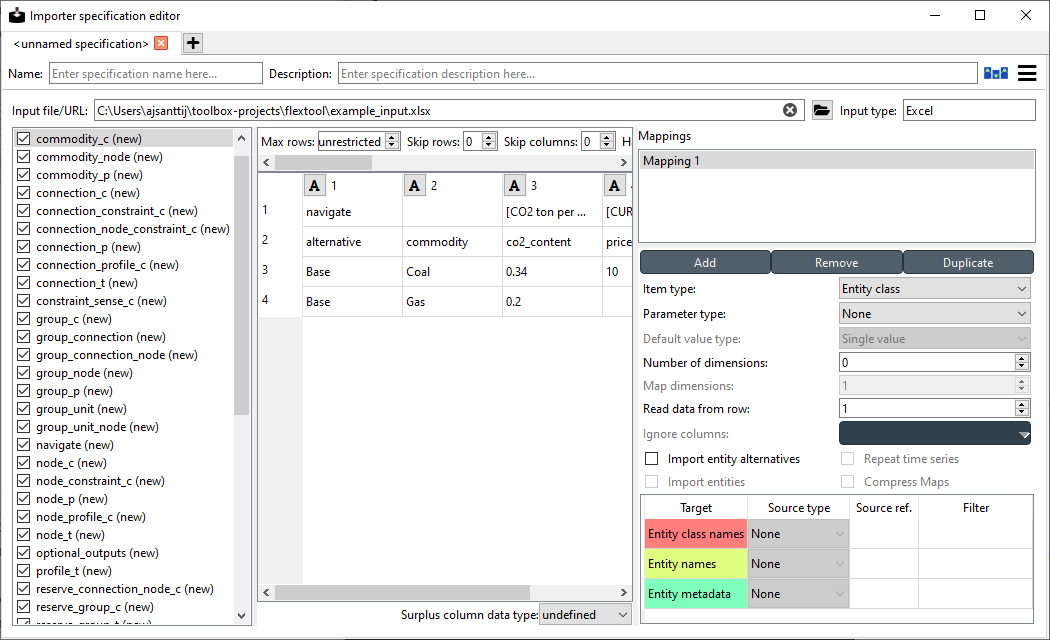 Importer specification editor
<unnamed specification>
Name: Enter specification name here... Description: Enter specification description here...
Input file/URL: C:\Users\ajsanttij\toolbox-projects\flextool\example_input.xlsx Input type: Excel
commodity_c (new)
commodity_node (new)
commodity_p (new)
connection_c (new)
connection_constraint_c (new)
connection_node_constraint_c (new)
connection_p (new)
connection_profile_c (new)
connection_t (new)
constraint_sense_c (new)
group_c (new)
group_connection (new)
group_connection_node (new)
group_node (new)
group_p (new)
group_unit (new)
group_unit_node (new)
navigate (new)
node_c (new)
node_constraint_c (new)
node_p (new)
node_profile_c (new)
node_t (new)
optional_outputs (new)
profile_t (new)
reserve_connection_node_c (new)
reserve_group_c (new)
reserve_group_t (new)
Max rows: unrestricted Skip rows: 0 Skip columns: 0 H
A 1 A 2 A 3 A
1 navigate [CO2 ton per ... [CUR
2 alternative commodity co2_content price
3 Base Coal 0.34 10
4 Base Gas 0.2
Surplus column data type: undefined
Mappings
Mapping 1
Add Remove Duplicate
Item type: Entity class
Parameter type: None
Default value type: Single value
Number of dimensions: 0
Map dimensions: 1
Read data from row: 1
Ignore columns:
Import entity alternatives Repeat time series
Import entities Compress Maps
Target Source type Source ref. Filter
Entity class names None
Entity names None
Entity metadata None